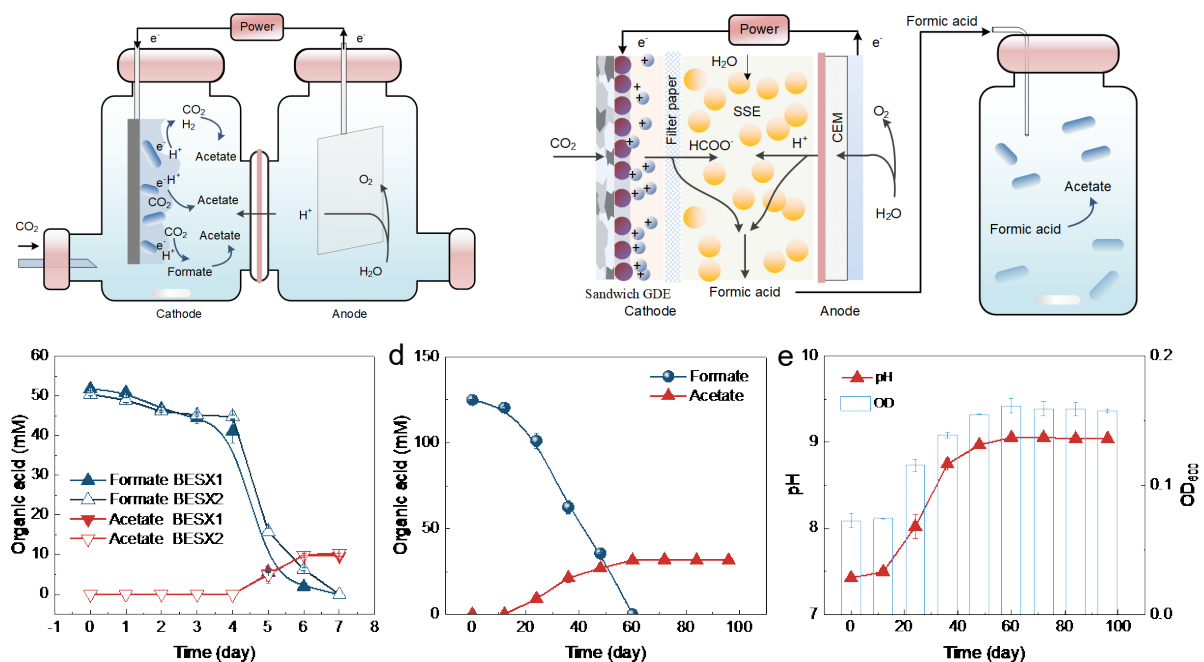 Power
e-
e-
CO2
H2
e-
H+
Acetate
e-
H+
CO2
Acetate
CO2
Acetate
e-
H+
Formate
CO2
O2
H+
H2O
Cathode
Anode
Power
e-
e-
H2O
Filter paper
SSE
CEM
CO2
HCOO-
H+
O2
H2O
Formic acid
Sandwich GDE
Cathode
Anode
Formic acid
Acetate
Formic acid
60
50
40
30
20
10
0
Organic acid (mM)
Formate BESX1
Formate BESX2
Acetate BESX1
Acetate BESX2
-1 0 1 2 3 4 5 6 7 8
Time (day)
d
150
100
50
0
Organic acid (mM)
Formate
Acetate
0 20 40 60 80 100
Time (day)
e
10
9
8
7
pH
pH
OD
0.2
0.1
0.0
OD600
0 20 40 60 80 100
Time (day)